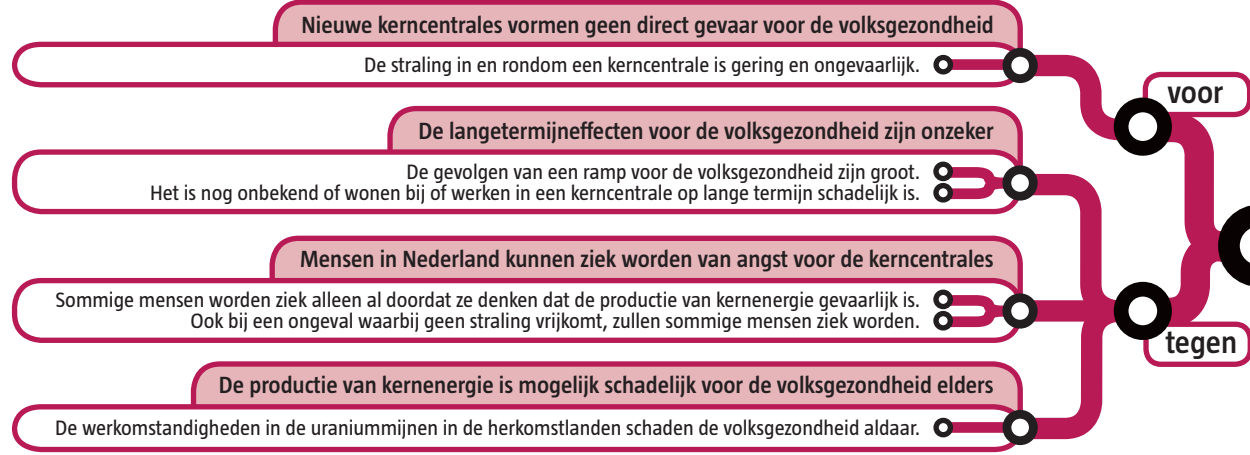 Nieuwe kerncentrales vormen geen direct gevaar voor de volksgezondheid
De straling in en rondom een kerncentrale is gering en ongevaarlijk.
voor
De langetermijneffecten voor de volksgezondheid zijn onzeker
De gevolgen van een ramp voor de volksgezondheid zijn groot.
Het is nog onbekend of wonen bij of werken in een kerncentrale op lange termijn schadelijk is.
Mensen in Nederland kunnen ziek worden van angst voor de kerncentrales
Sommige mensen worden ziek alleen al doordat ze denken dat de productie van kernenergie gevaarlijk is.
Ook bij een ongeval waarbij geen straling vrijkomt, zullen sommige mensen ziek worden.
tegen
De productie van kernenergie is mogelijk schadelijk voor de volksgezondheid elders
De werkomstandigheden in de uraniummijnen in de herkomstlanden schaden de volksgezondheid aldaar.